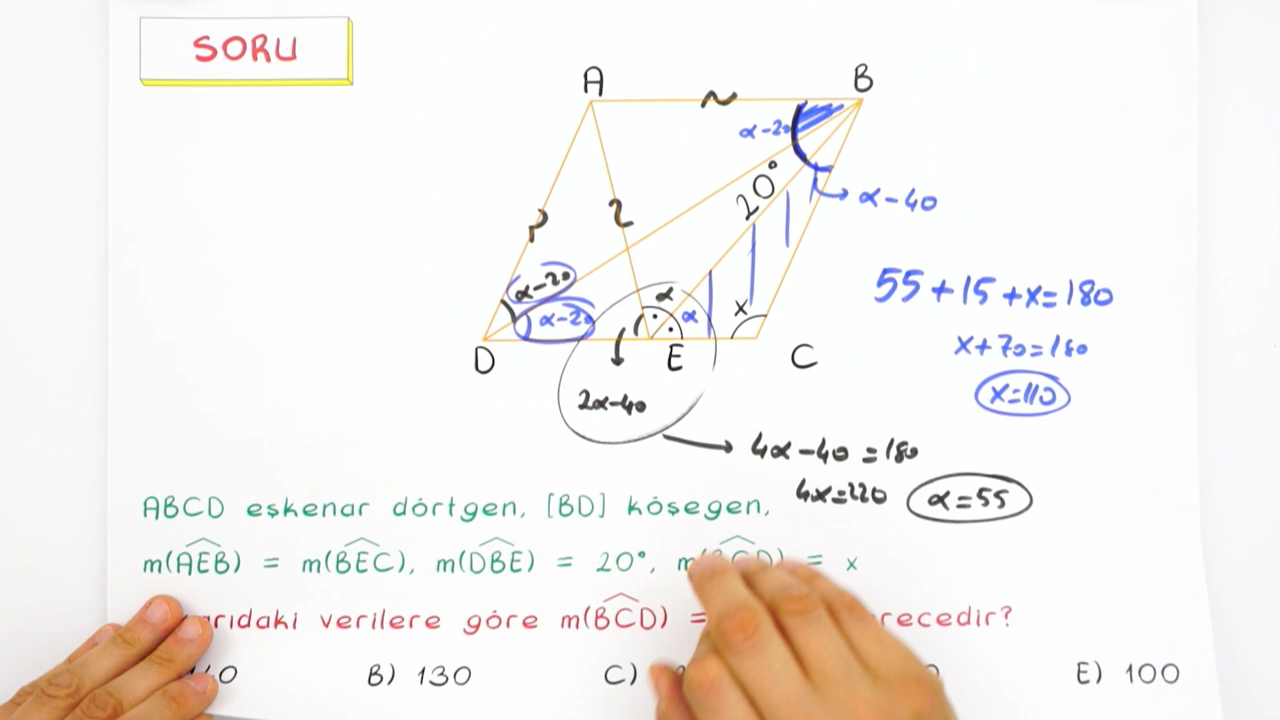 SORU
A
B
α-20
20°
α-40
α-20
α-20
α
α
x
D
E
C
2α-40
55+15+x=180
x+70=180
x=110
4α-40=180
4α=220
α=55
ABCD eşkenar dörtgen, [BD] köşegen,
m(AEB) = m(BEC), m(DBE) = 20°, m(BCD) = x
verilere göre m(BCD) =
B) 130
C)
E) 100